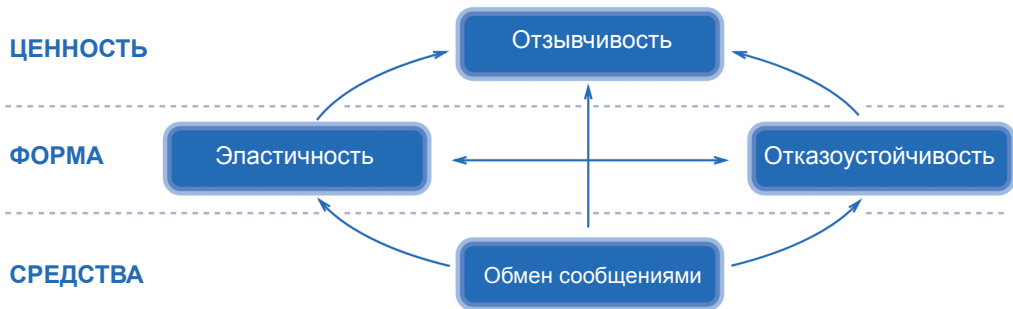 ЦЕННОСТЬ
Отзывчивость
ФОРМА
Эластичность
Отказоустойчивость
СРЕДСТВА
Обмен сообщениями